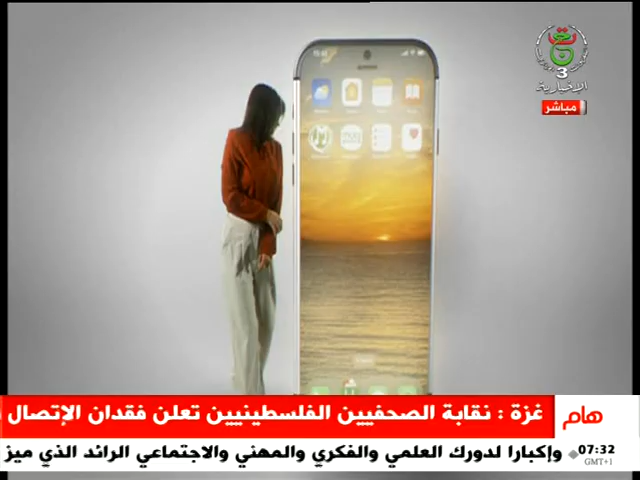 3
الإخبارية
مباشر
هام
غزة : نقابة الصحفيين الفلسطينيين تعلن فقدان الإتصال
07:32
GMT+1
وإكبارا لدورك العلمي والفكري والمهني والاجتماعي الرائد الذي ميز